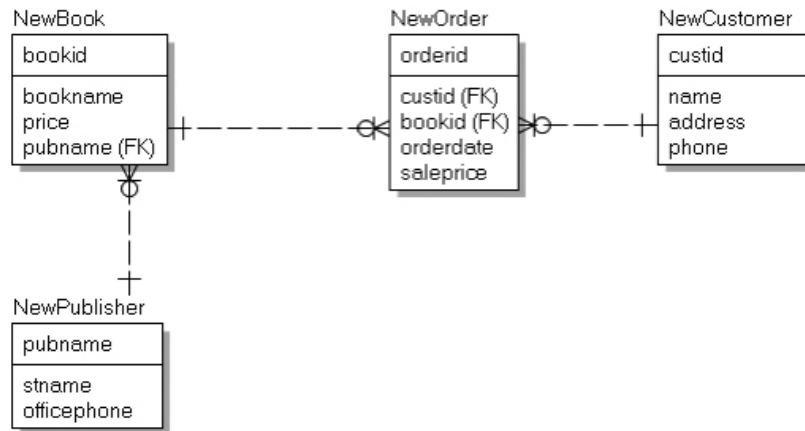 NewBook
bookid
bookname
price
pubname (FK)
NewOrder
orderid
custid (FK)
bookid (FK)
orderdate
saleprice
NewCustomer
custid
name
address
phone
NewPublisher
pubname
stname
officephone